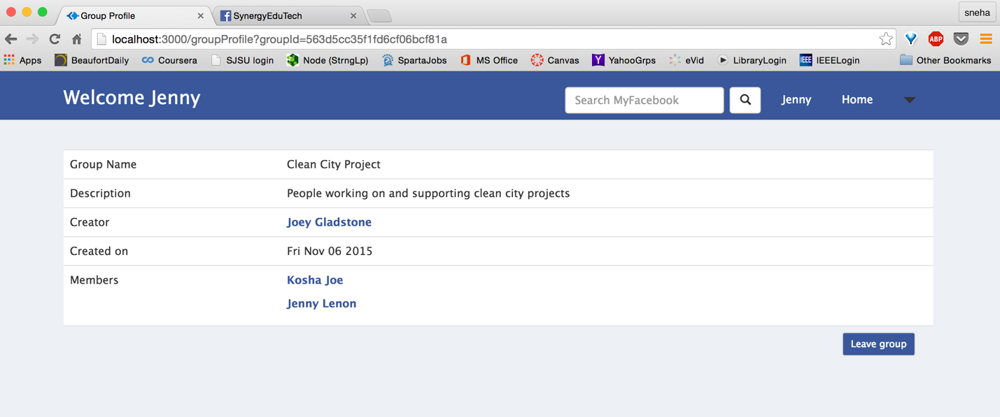 Group Profile SynergyEduTech sneha
localhost:3000/groupProfile?groupId=563d5cc35f1fd6cf06bcf81a ABP
Apps BeaufortDaily Coursera SJSU login Node (StrngLp) SpartaJobs MS Office Canvas Y YahooGrps eVid LibraryLogin IEEE IEEELogin Other Bookmarks
Welcome Jenny Search MyFacebook Jenny Home
Group Name Clean City Project
Description People working on and supporting clean city projects
Creator Joey Gladstone
Created on Fri Nov 06 2015
Members Kosha Joe
Jenny Lenon
Leave group